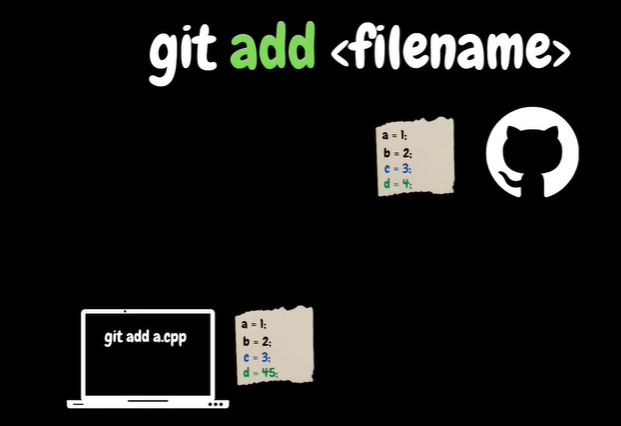 git add <filename>
a = 1;
b = 2;
c = 3;
d = 4;
git add a.cpp
a = 1;
b = 2;
c = 3;
d = 45;